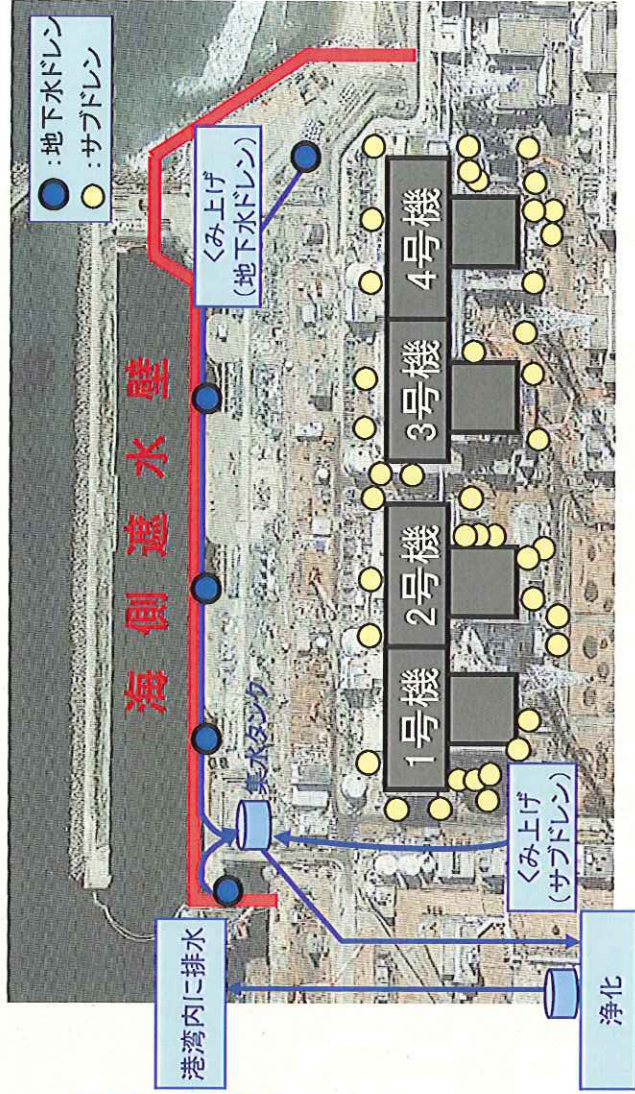 ●:地下水ドレン
○:サブドレン
海側遮水壁
くみ上げ
(地下水ドレン)
港湾内に排水
集水タンク
1号機
2号機
3号機
4号機
くみ上げ
(サブドレン)
浄化